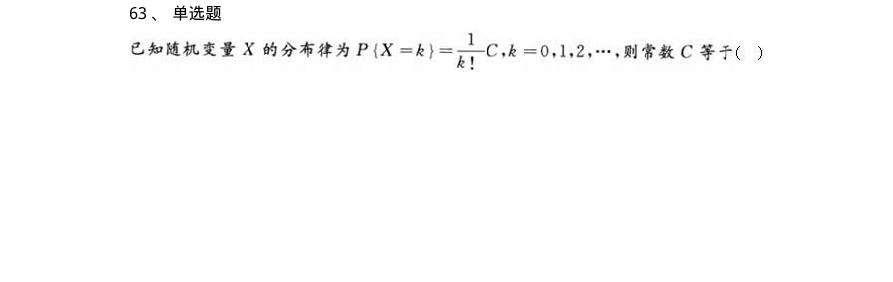 63 、 单选题
已知随机变量 X 的分布律为 P{X=k}=\frac{1}{k!}C,k=0,1,2,⋯,则常数 C 等于( )